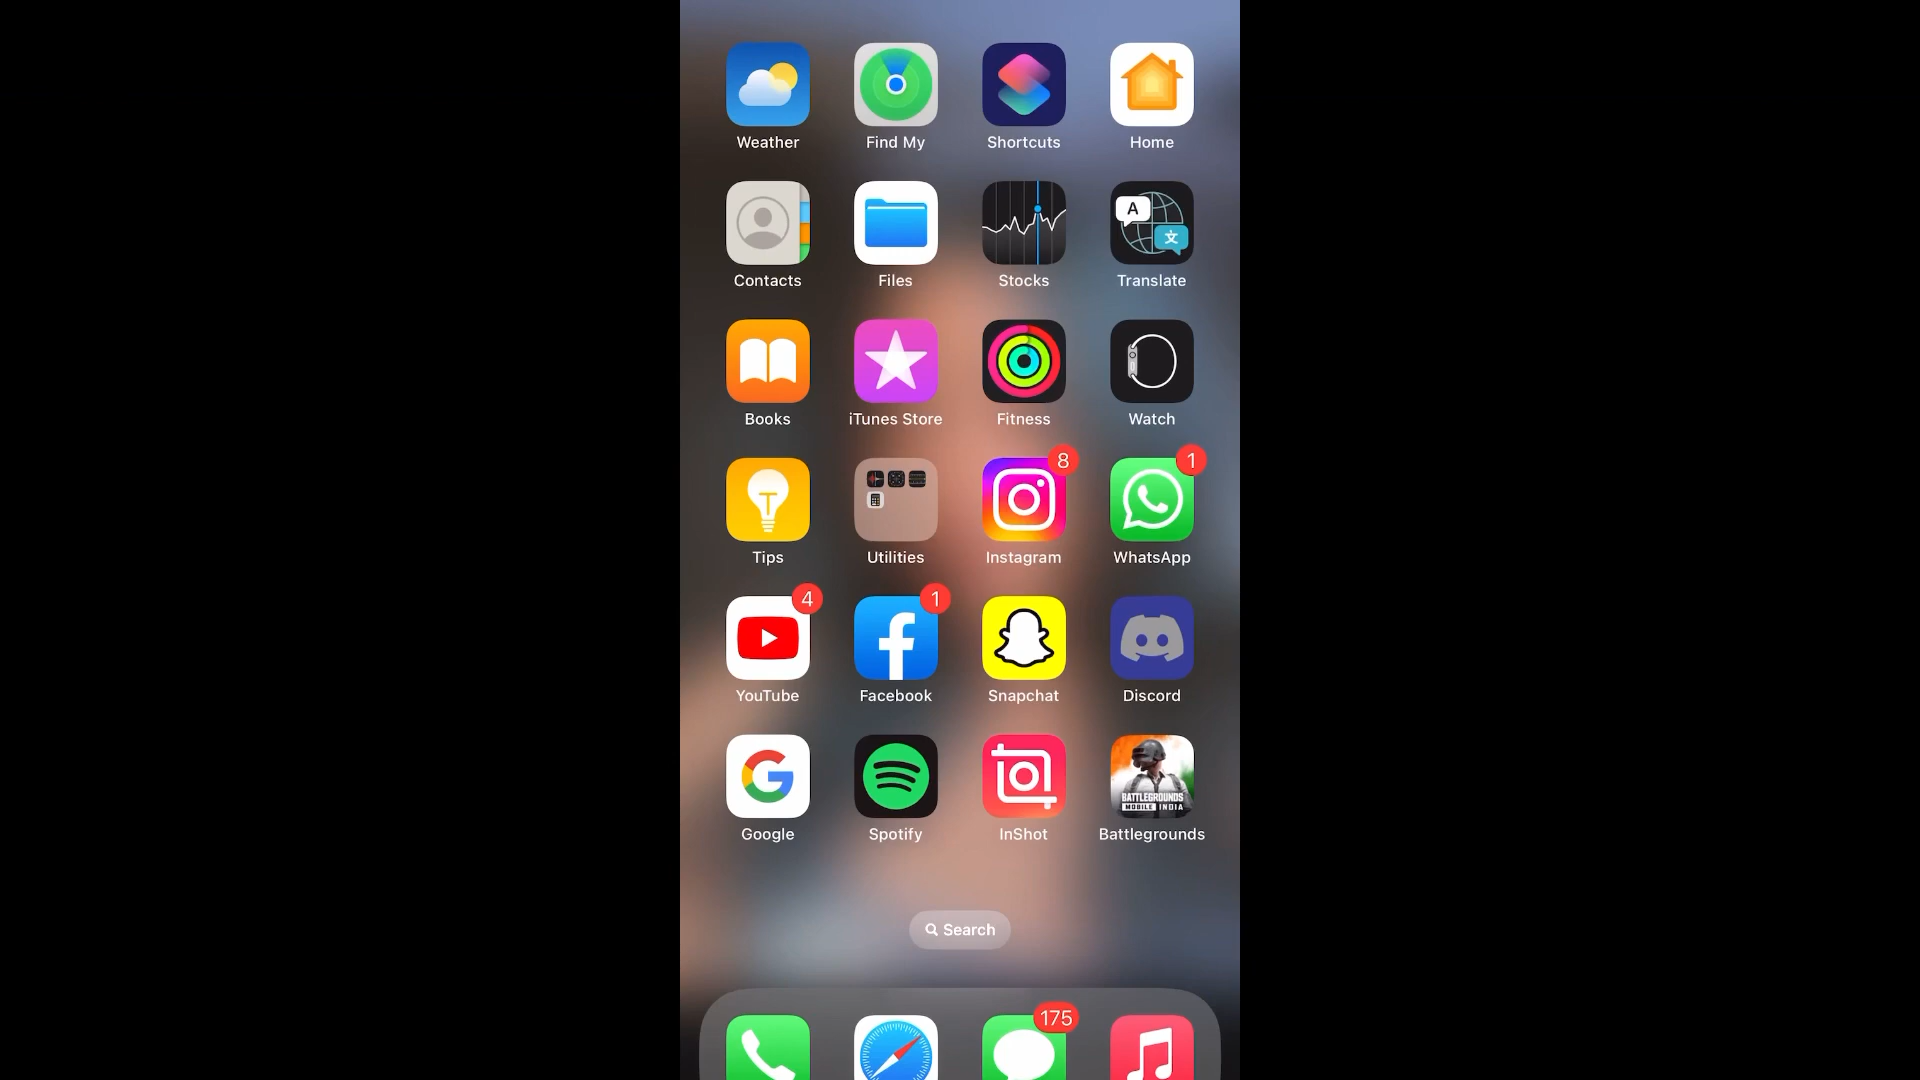 Weather Find My Shortcuts Home
A
文
Contacts Files Stocks Translate
Books iTunes Store Fitness Watch
8 1
Tips Utilities Instagram WhatsApp
4 1
YouTube Facebook Snapchat Discord
BATTLEGROUNDS
MOBILE INDIA
Google Spotify InShot Battlegrounds
Search
175